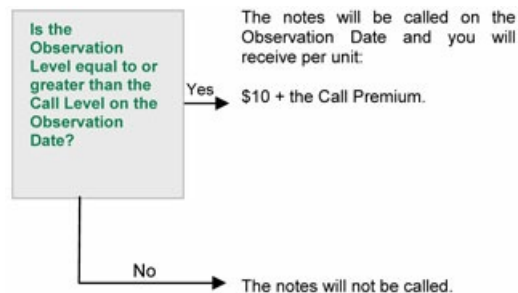 Is the
Observation
Level equal to or
greater than the
Call Level on the
Observation
Date?
Yes
The notes will be called on the
Observation Date and you will
receive per unit:
$10 + the Call Premium.
No
The notes will not be called.